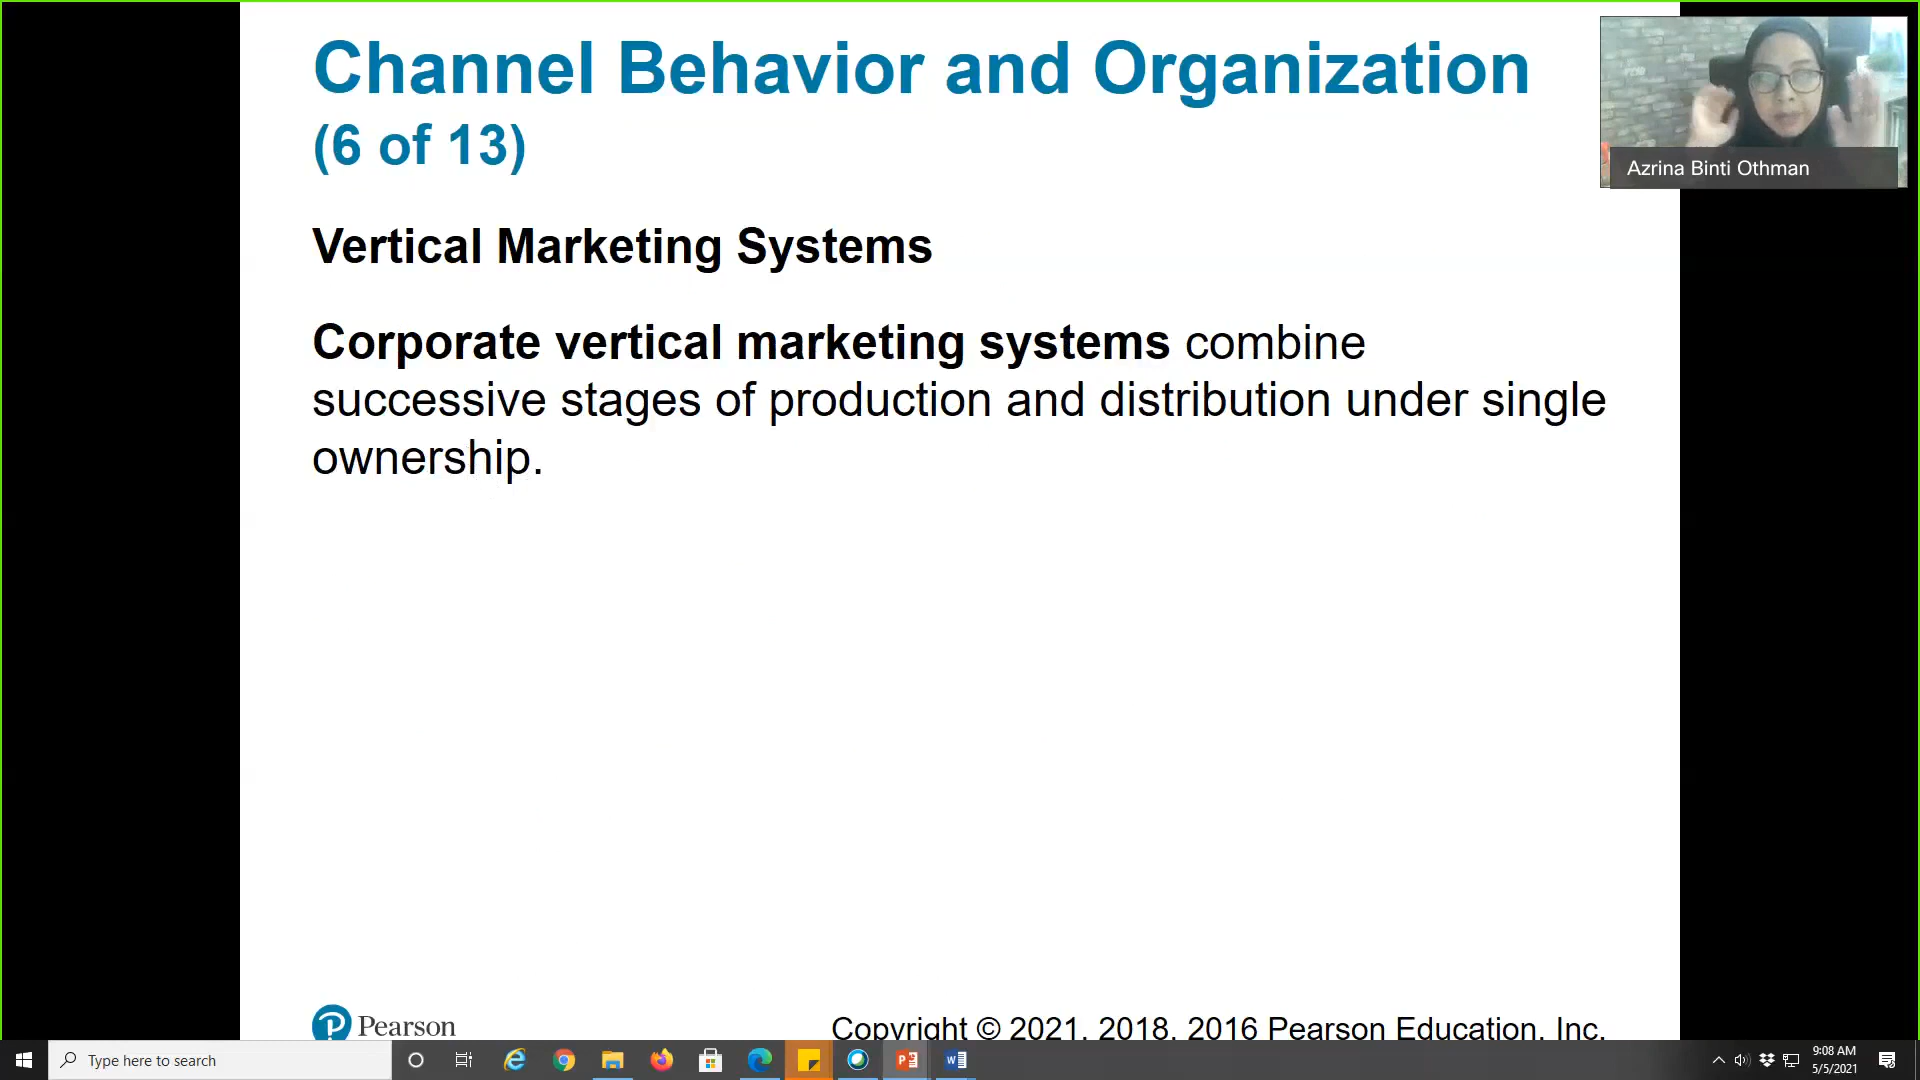 Channel Behavior and Organization
(6 of 13)
Azrina Binti Othman
Vertical Marketing Systems
Corporate vertical marketing systems combine
successive stages of production and distribution under single
ownership.
Pearson
Copyright © 2021, 2018, 2016 Pearson Education, Inc.
Type here to search
9:08 AM
5/5/2021